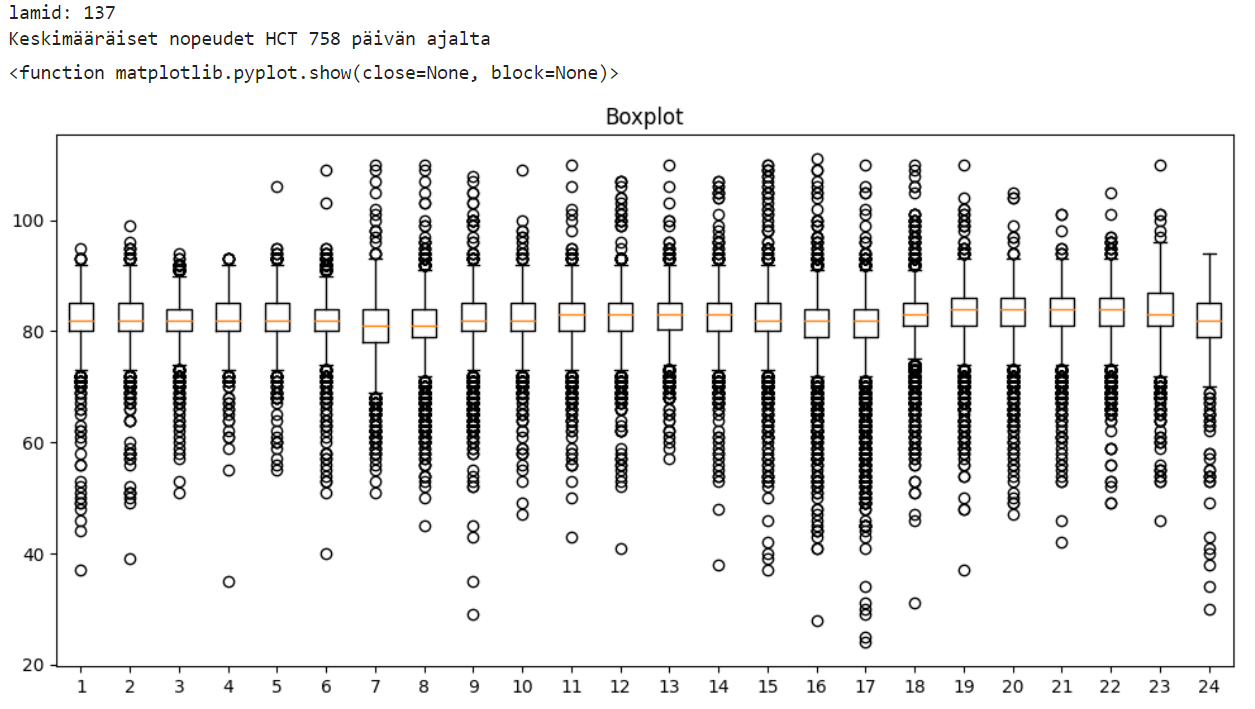 lamid: 137
Keskimääräiset nopeudet HCT 758 päivän ajalta
<function matplotlib.pyplot.show(close=None, block=None)>
Boxplot
100
80
60
40
20
1 2 3 4 5 6 7 8 9 10 11 12 13 14 15 16 17 18 19 20 21 22 23 24